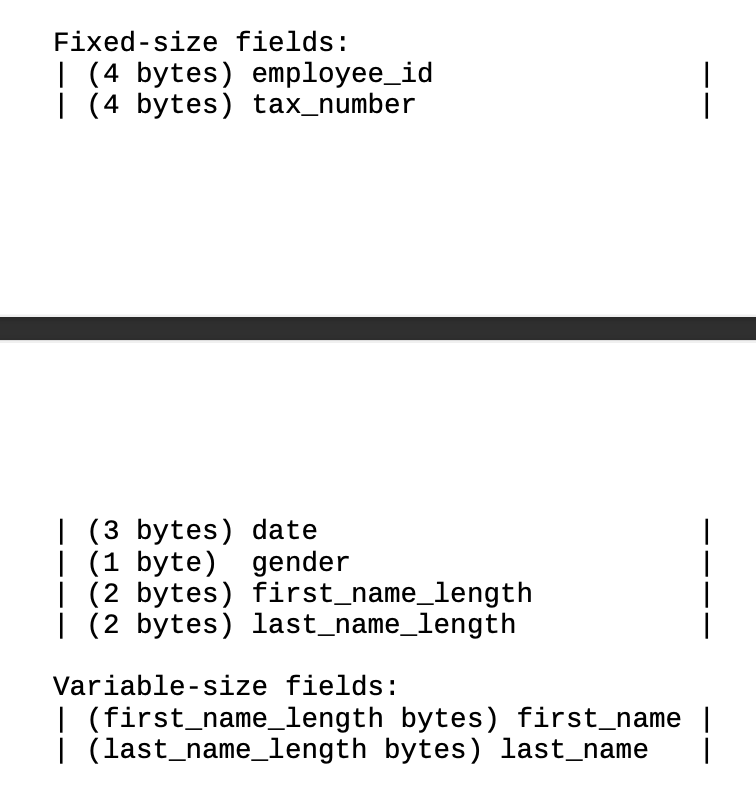 Fixed-size fields:
| (4 bytes) employee_id                |
| (4 bytes) tax_number                 |
| (3 bytes) date                       |
| (1 byte)  gender                     |
| (2 bytes) first_name_length          |
| (2 bytes) last_name_length           |
Variable-size fields:
| (first_name_length bytes) first_name |
| (last_name_length bytes) last_name   |